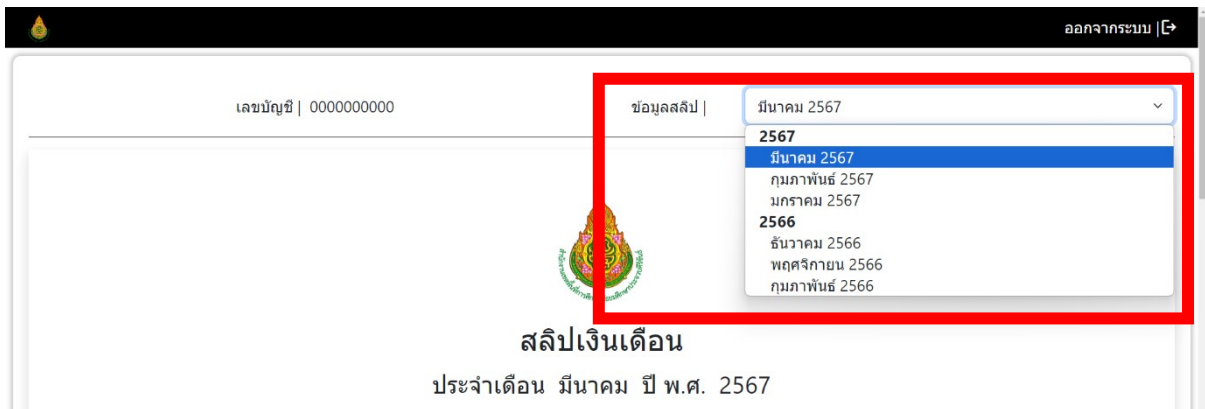 ออกจากระบบ |
เลขบัญชี | 0000000000
ข้อมูลสลิป |
มีนาคม 2567
2567
มีนาคม 2567
กุมภาพันธ์ 2567
มกราคม 2567
2566
ธันวาคม 2566
พฤศจิกายน 2566
กุมภาพันธ์ 2566
สลิปเงินเดือน
ประจำเดือน มีนาคม ปี พ.ศ. 2567